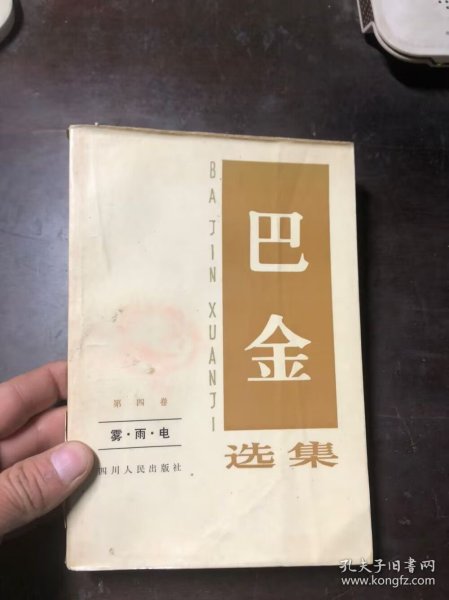 巴金
选集
BA JIN XUANJI
第四卷
雾·雨·电
四川人民出版社
孔夫子旧书网
www.kongfz.com